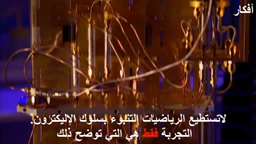 أفكار
لاتستطيع الرياضيات التنبوء بسلوك الإليكترون.
التجربة فقط هي التي توضح ذلك